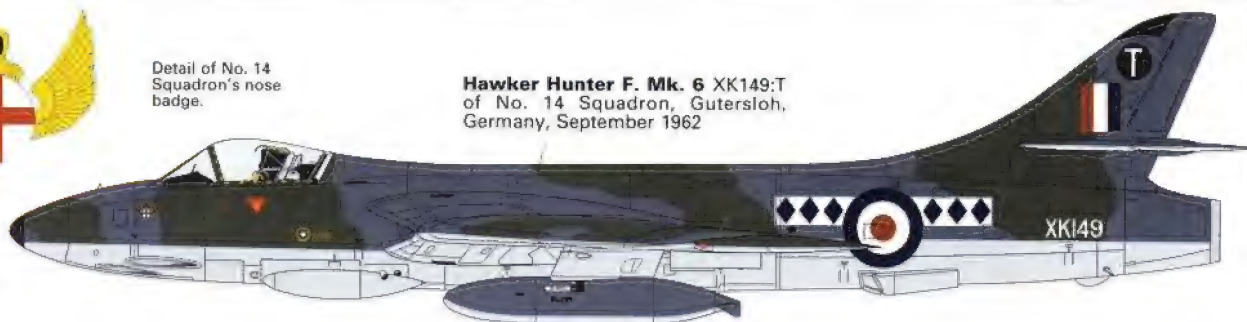 Detail of No. 14
Squadron's nose
badge.
Hawker Hunter F. Mk. 6 XK149:T
of No. 14 Squadron, Gutersloh,
Germany, September 1962
T
XK149